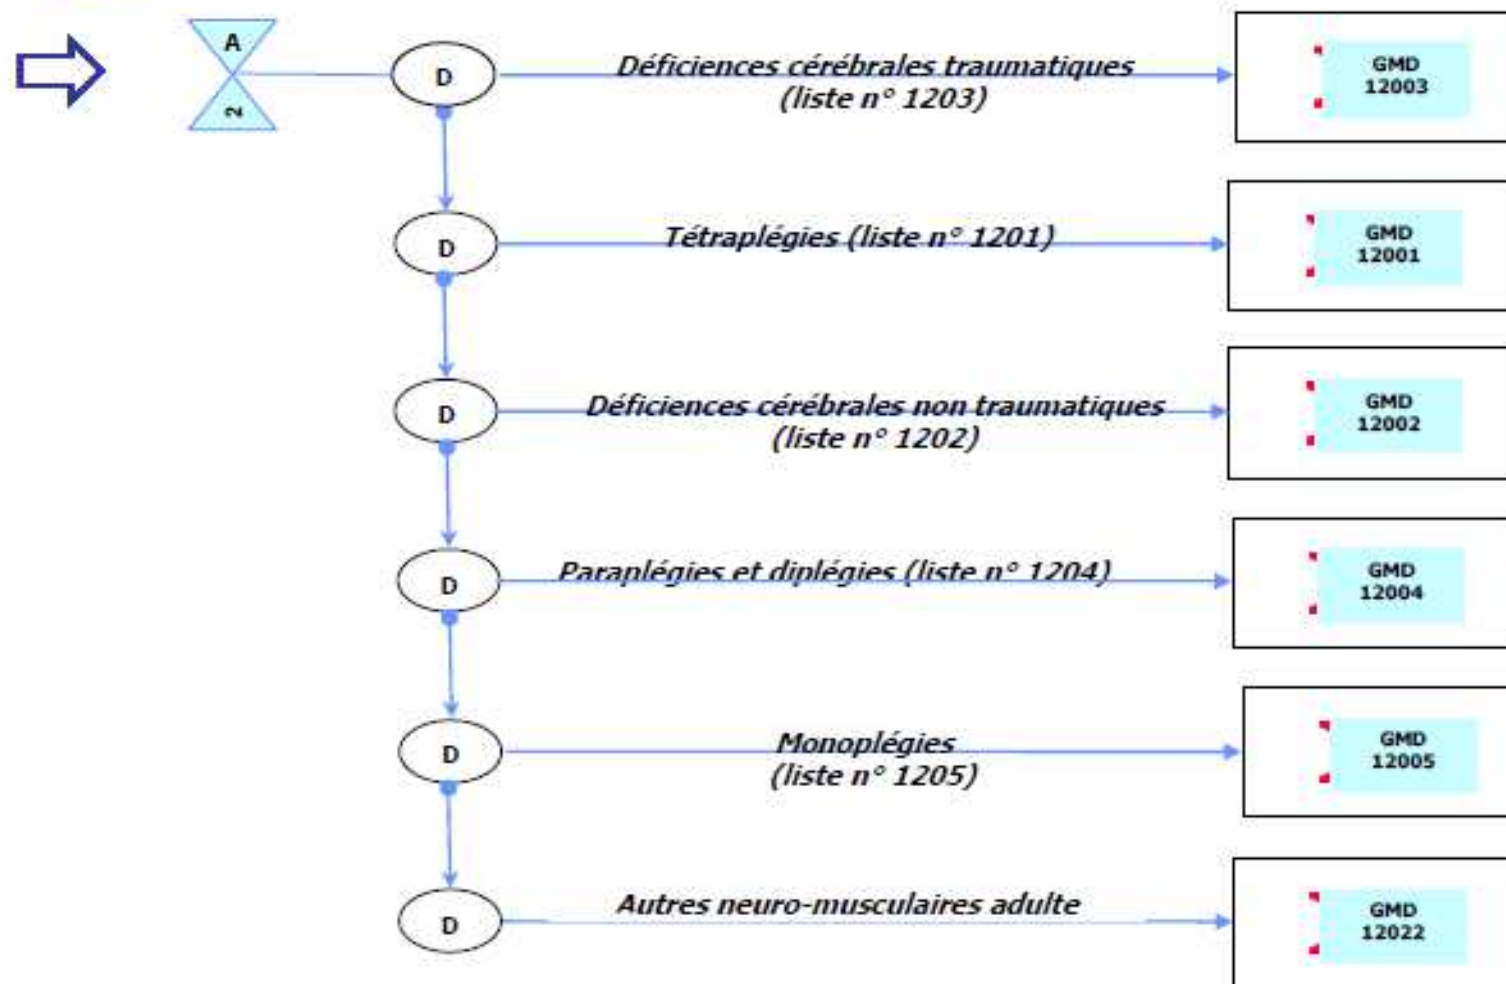 A
2
D
Déficiences cérébrales traumatiques
(liste n° 1203)
GMD
12003
D
Tétraplégies (liste n° 1201)
GMD
12001
D
Déficiences cérébrales non traumatiques
(liste n° 1202)
GMD
12002
D
Paraplégies et diplégies (liste n° 1204)
GMD
12004
D
Monoplégies
(liste n° 1205)
GMD
12005
D
Autres neuro-musculaires adulte
GMD
12022